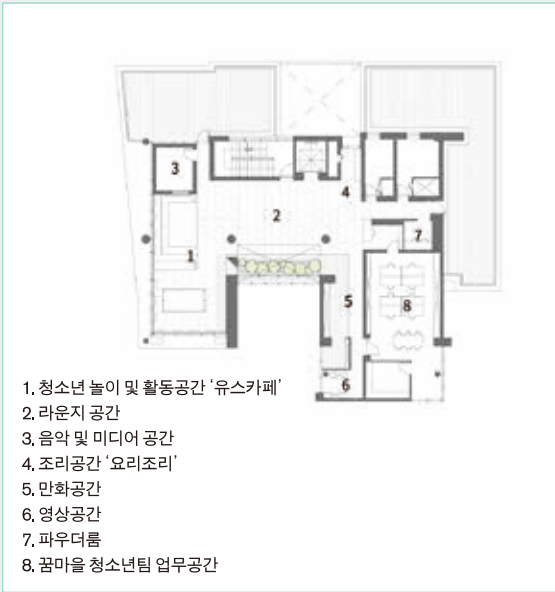 3
4
2
1
7
5
8
6
1. 청소년 놀이 및 활동공간 ‘유스카페’
2. 라운지 공간
3. 음악 및 미디어 공간
4. 조리공간 ‘요리조리’
5. 만화공간
6. 영상공간
7. 파우더룸
8. 꿈마을 청소년팀 업무공간